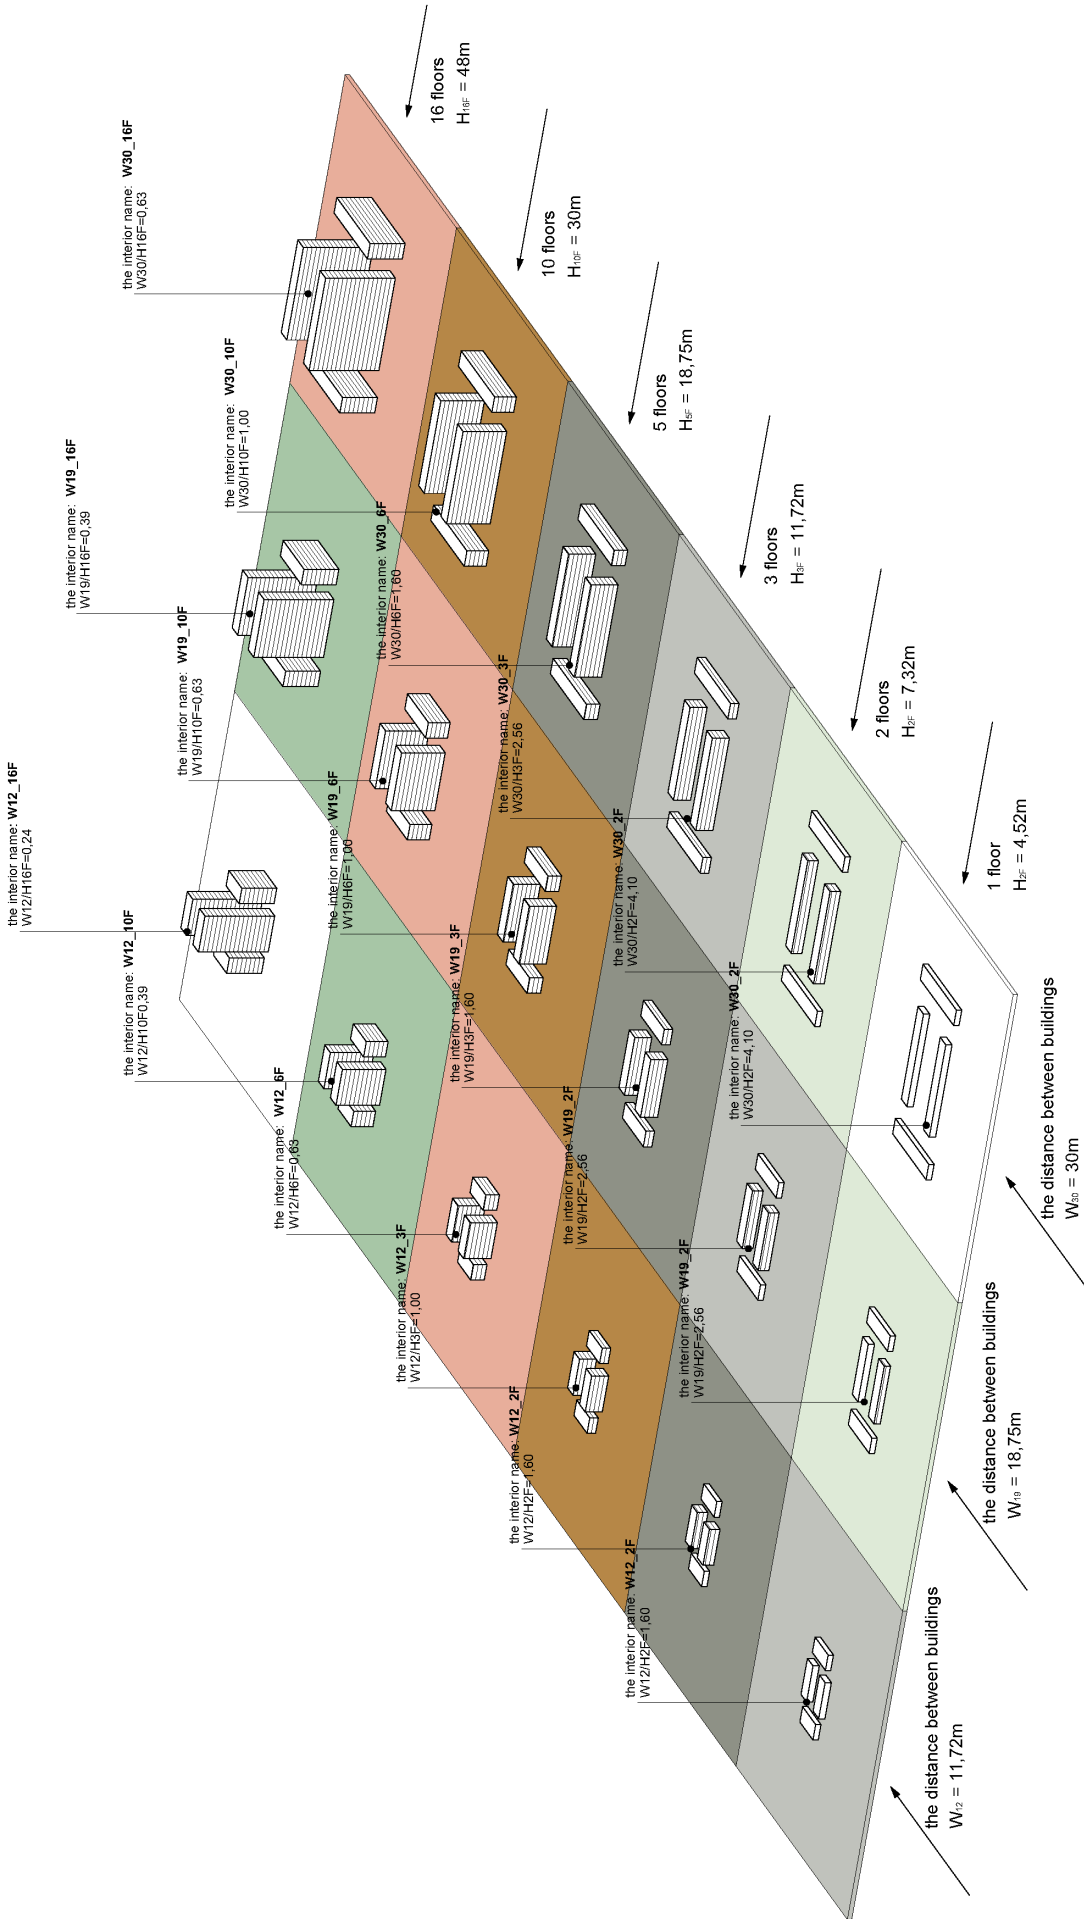 16 floors
H16F = 48m
10 floors
H10F = 30m
5 floors
H5F = 18,75m
3 floors
H3F = 11,72m
2 floors
H2F = 7,32m
1 floor
H2F = 4,52m
the interior name: W30_16F
W30/H16F=0,63
the interior name: W30_10F
W30/H10F=1,00
the interior name: W30_6F
W30/H6F=1,60
the interior name: W30_3F
W30/H3F=2,56
the interior name: W30_2F
W30/H2F=4,10
the interior name: W30_2F
W30/H2F=4,10
the interior name: W19_16F
W19/H16F=0,39
the interior name: W19_10F
W19/H10F=0,63
the interior name: W19_6F
W19/H6F=1,00
the interior name: W19_3F
W19/H3F=1,60
the interior name: W19_2F
W19/H2F=2,56
the interior name: W19_2F
W19/H2F=2,56
the interior name: W12_16F
W12/H16F=0,24
the interior name: W12_10F
W12/H10F0,39
the interior name: W12_6F
W12/H6F=0,63
the interior name: W12_3F
W12/H3F=1,00
the interior name: W12_2F
W12/H2F=1,60
the interior name: W12_2F
W12/H2F=1,60
the distance between buildings
W30 = 30m
the distance between buildings
W19 = 18,75m
the distance between buildings
W12 = 11,72m